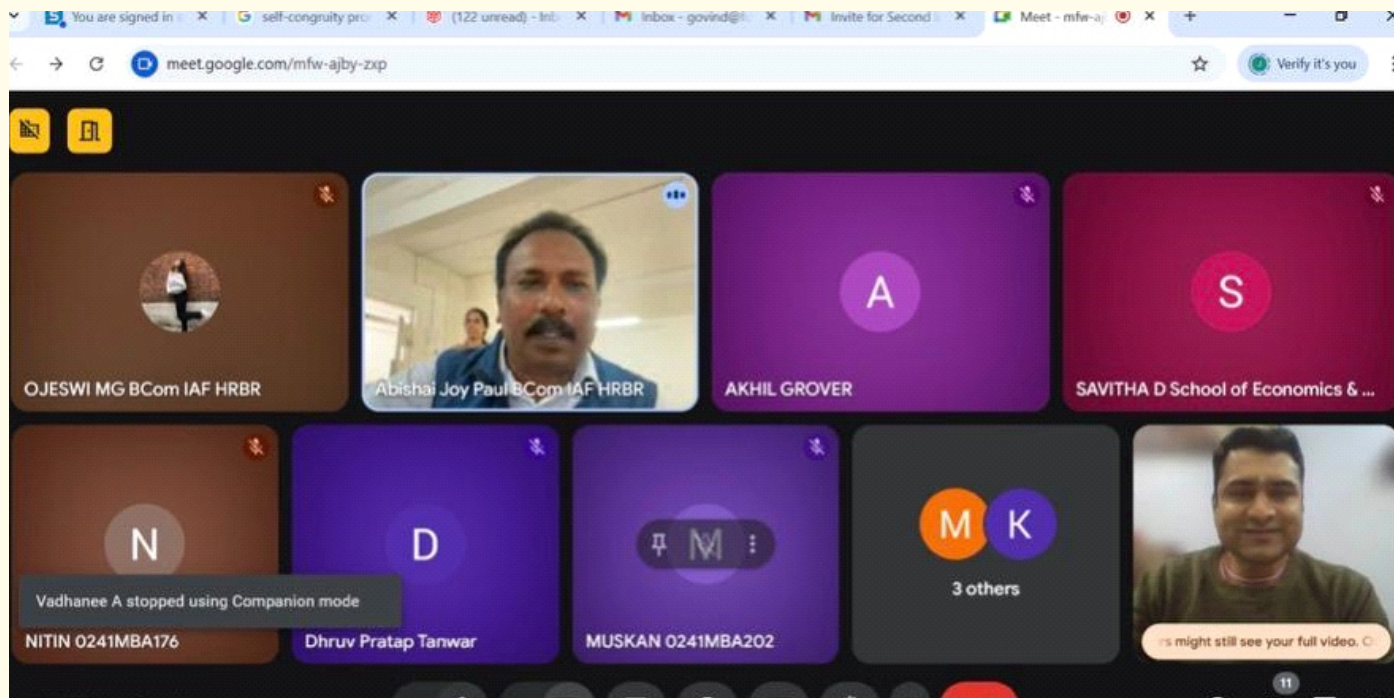 You are signed in
self-congruity pro
(122 unread) - Inb
Inbox - govind@
Invite for Second
Meet - mfw-aj
meet.google.com/mfw-ajby-zxp
Verify it's you
OJESWI MG BCom IAF HRBR
Abishai Joy Paul BCom IAF HRBR
A
AKHIL GROVER
S
SAVITHA D School of Economics & ...
N
Vadhanee A stopped using Companion mode
NITIN 0241MBA176
D
Dhruv Pratap Tanwar
M
MUSKAN 0241MBA202
M K
3 others
rs might still see your full video.
11